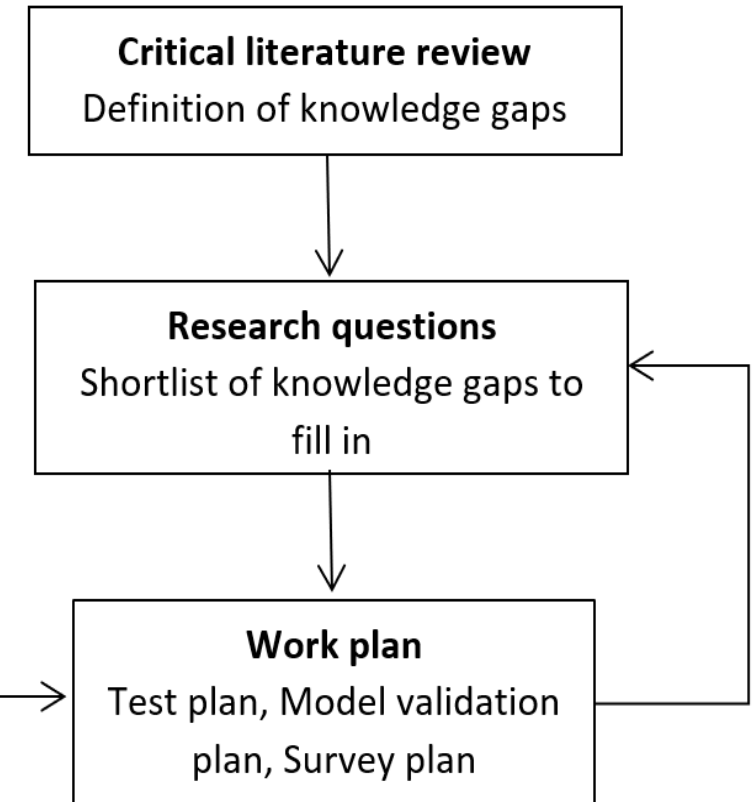 Critical literature review
Definition of knowledge gaps
Research questions
Shortlist of knowledge gaps to
fill in
Work plan
Test plan, Model validation
plan, Survey plan